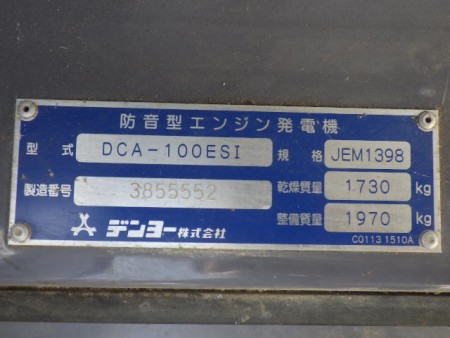 防音型エンジン発電機
型式 DCA-100ESI 規格 JEM1398
製造番号 3855552 乾燥質量 1730 kg
整備質量 1970 kg
デンヨー株式会社
C0113 1510A